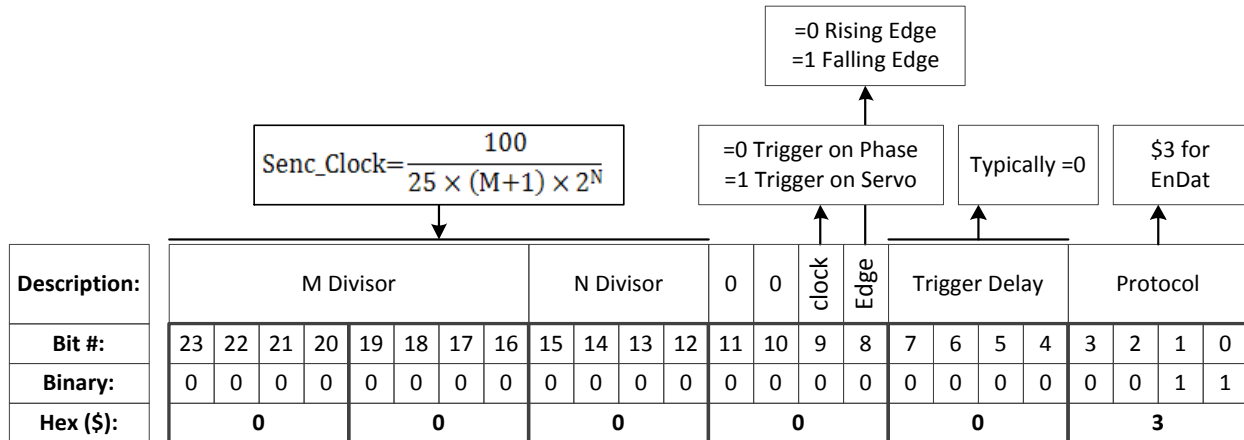 =0 Rising Edge
=1 Falling Edge
Senc_Clock= 100 / 25 × (M+1) × 2^N
=0 Trigger on Phase
=1 Trigger on Servo
Typically =0
$3 for
EnDat
Description: M Divisor N Divisor 0 0 clock Edge Trigger Delay Protocol
Bit #: 23 22 21 20 19 18 17 16 15 14 13 12 11 10 9 8 7 6 5 4 3 2 1 0
Binary: 0 0 0 0 0 0 0 0 0 0 0 0 0 0 0 0 0 0 0 0 0 0 1 1
Hex ($): 0 0 0 0 0 3